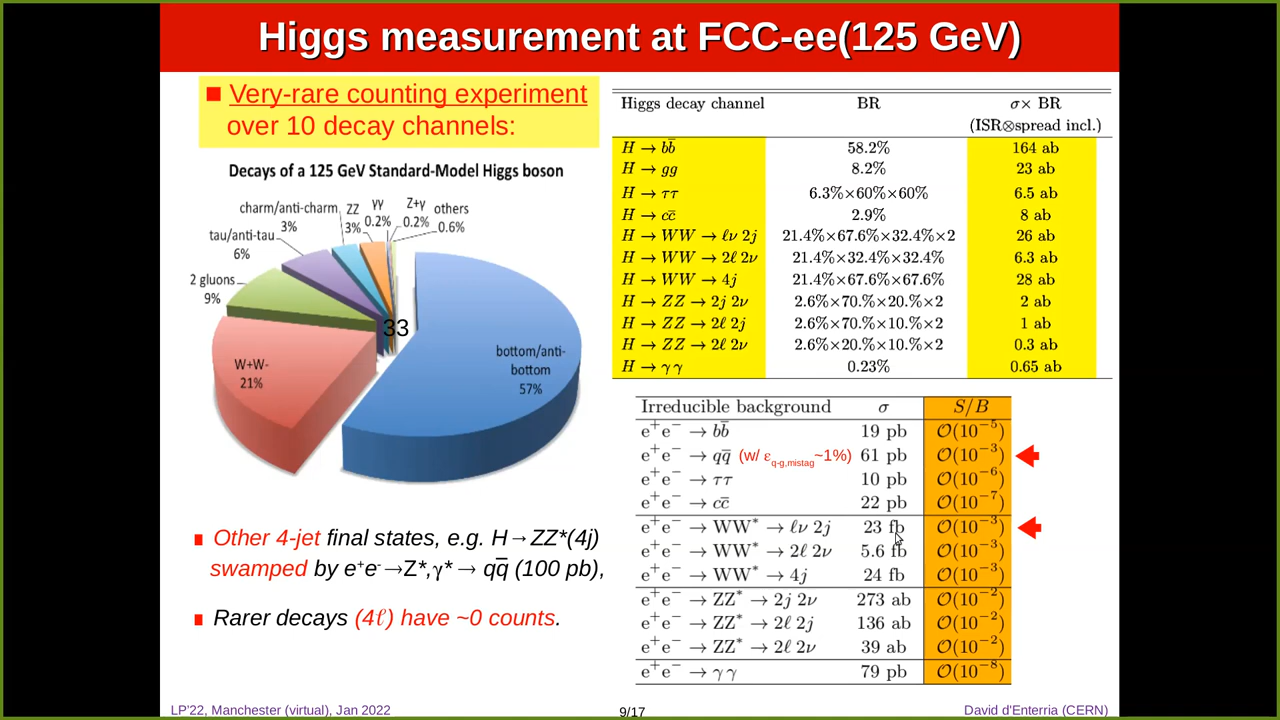 Higgs measurement at FCC-ee(125 GeV)
■ Very-rare counting experiment
over 10 decay channels:
Decays of a 125 GeV Standard-Model Higgs boson
charm/anti-charm 3%
ZZ 3%
γγ 0.2%
Z+γ 0.2%
others 0.6%
tau/anti-tau 6%
2 gluons 9%
33
W+W- 21%
bottom/anti-
bottom
57%
Higgs decay channel BR σ× BR
(ISR⊗spread incl.)
H → bb̄ 58.2% 164 ab
H → gg 8.2% 23 ab
H → ττ 6.3%×60%×60% 6.5 ab
H → cc̄ 2.9% 8 ab
H → WW → ℓν 2j 21.4%×67.6%×32.4%×2 26 ab
H → WW → 2ℓ 2ν 21.4%×32.4%×32.4% 6.3 ab
H → WW → 4j 21.4%×67.6%×67.6% 28 ab
H → ZZ → 2j 2ν 2.6%×70.%×20.%×2 2 ab
H → ZZ → 2ℓ 2j 2.6%×70.%×10.%×2 1 ab
H → ZZ → 2ℓ 2ν 2.6%×20.%×10.%×2 0.3 ab
H → γ γ 0.23% 0.65 ab
Irreducible background σ S/B
e⁺e⁻ → bb̄ 19 pb O(10⁻⁵)
e⁺e⁻ → qq̄ (w/ ε q-g,mistag~1%) 61 pb O(10⁻³)
e⁺e⁻ → ττ 10 pb O(10⁻⁶)
e⁺e⁻ → cc̄ 22 pb O(10⁻⁷)
e⁺e⁻ → WW* → ℓν 2j 23 fb O(10⁻³)
e⁺e⁻ → WW* → 2ℓ 2ν 5.6 fb O(10⁻³)
e⁺e⁻ → WW* → 4j 24 fb O(10⁻³)
e⁺e⁻ → ZZ* → 2j 2ν 273 ab O(10⁻²)
e⁺e⁻ → ZZ* → 2ℓ 2j 136 ab O(10⁻²)
e⁺e⁻ → ZZ* → 2ℓ 2ν 39 ab O(10⁻²)
e⁺e⁻ → γ γ 79 pb O(10⁻⁸)
■ Other 4-jet final states, e.g. H→ZZ*(4j)
swamped by e⁺e⁻→Z*,γ* → qq̄ (100 pb),
■ Rarer decays (4ℓ) have ~0 counts.
LP'22, Manchester (virtual), Jan 2022
9/17
David d'Enterria (CERN)